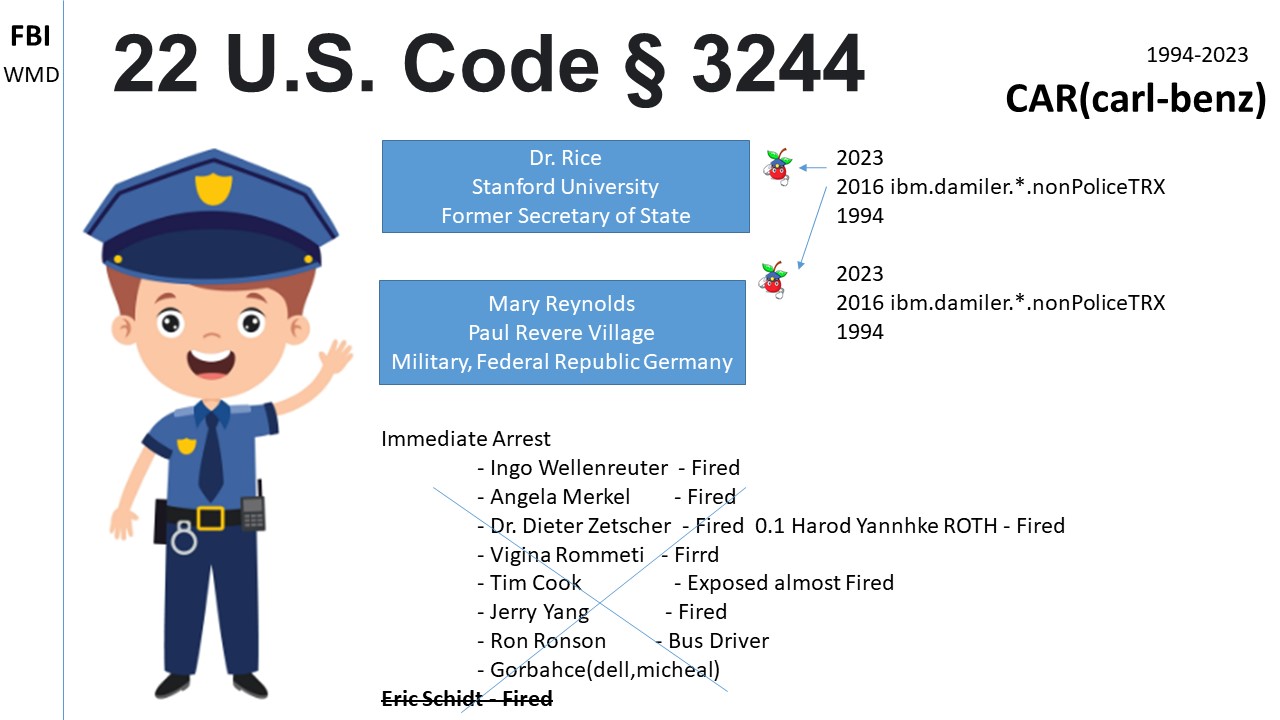 FBI
WMD
22 U.S. Code § 3244
1994-2023
CAR(carl-benz)
Dr. Rice
Stanford University
Former Secretary of State
2023
2016 ibm.damiler.*.nonPoliceTRX
1994
Mary Reynolds
Paul Revere Village
Military, Federal Republic Germany
2023
2016 ibm.damiler.*.nonPoliceTRX
1994
Immediate Arrest
- Ingo Wellenreuter - Fired
- Angela Merkel - Fired
- Dr. Dieter Zetscher - Fired 0.1 Harod Yannhke ROTH - Fired
- Vigina Rommeti - Firrd
- Tim Cook - Exposed almost Fired
- Jerry Yang - Fired
- Ron Ronson - Bus Driver
- Gorbahce(dell,micheal)
Eric Schidt - Fired